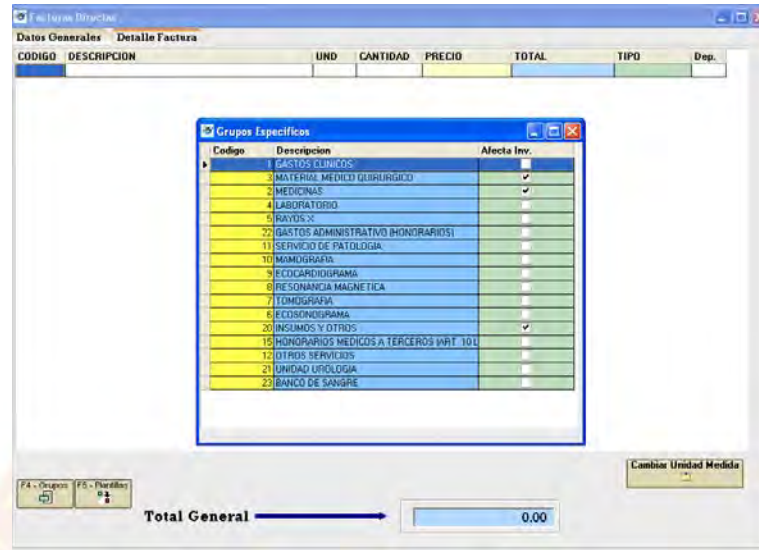 Facturas Directas
Datos Generales Detalle Factura
CODIGO DESCRIPCION UND CANTIDAD PRECIO TOTAL TIPO Dep.
Grupos Especificos
Codigo Descripcion Afecta Inv.
1 GASTOS CLINICOS
3 MATERIAL MEDICO QUIRURGICO
2 MEDICINAS
4 LABORATORIO
5 RAYOS X
22 GASTOS ADMINISTRATIVO (HONORARIOS)
11 SERVICIO DE PATOLOGIA
10 MAMOGRAFIA
9 ECOCARDIOGRAMA
8 RESONANCIA MAGNETICA
7 TOMOGRAFIA
6 ECOSONOGRAMA
20 INSUMOS Y OTROS
15 HONORARIOS MEDICOS A TERCEROS (ART. 10 L
12 OTROS SERVICIOS
21 UNIDAD UROLOGIA
23 BANCO DE SANGRE
Cambiar Unidad Medida
F4 - Grupos F5 - Plantillas
Total General 0.00